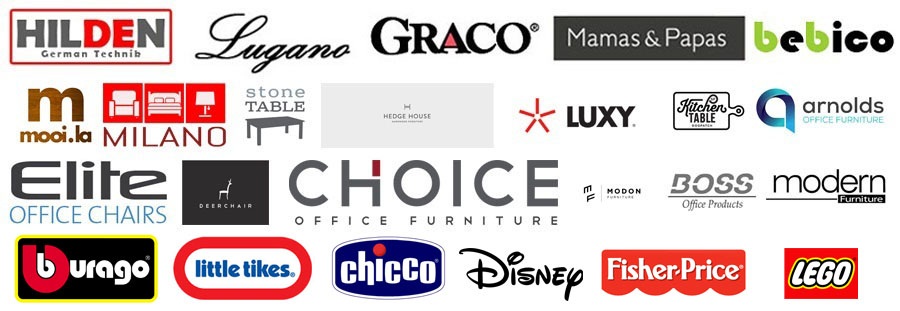 HILDEN
German Technik
Lugano
GRACO®
Mamas & Papas
bebico
m
mooi.la
MILANO
stone
TABLE
H
HEDGE HOUSE
LUXY
Kitchen
TABLE
a arnolds
OFFICE FURNITURE
Elite
OFFICE CHAIRS
DEERCHAIR
CHOICE
OFFICE FURNITURE
M
F
MODON
FURNITURE
BOSS
Office Products
modern
Furniture
burago®
little tikes®
chicco®
Disney
Fisher-Price®
LEGO